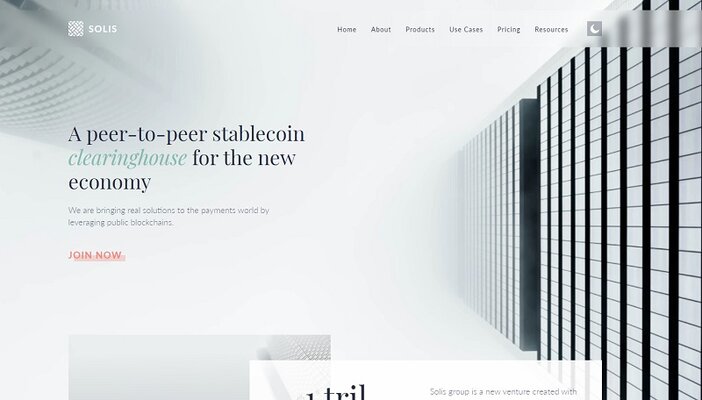 SOLIS
Home About Products Use Cases Pricing Resources
A peer-to-peer stablecoin
clearinghouse for the new
economy
We are bringing real solutions to the payments world by
leveraging public blockchains.
JOIN NOW
1 tril
Solis group is a new venture created with